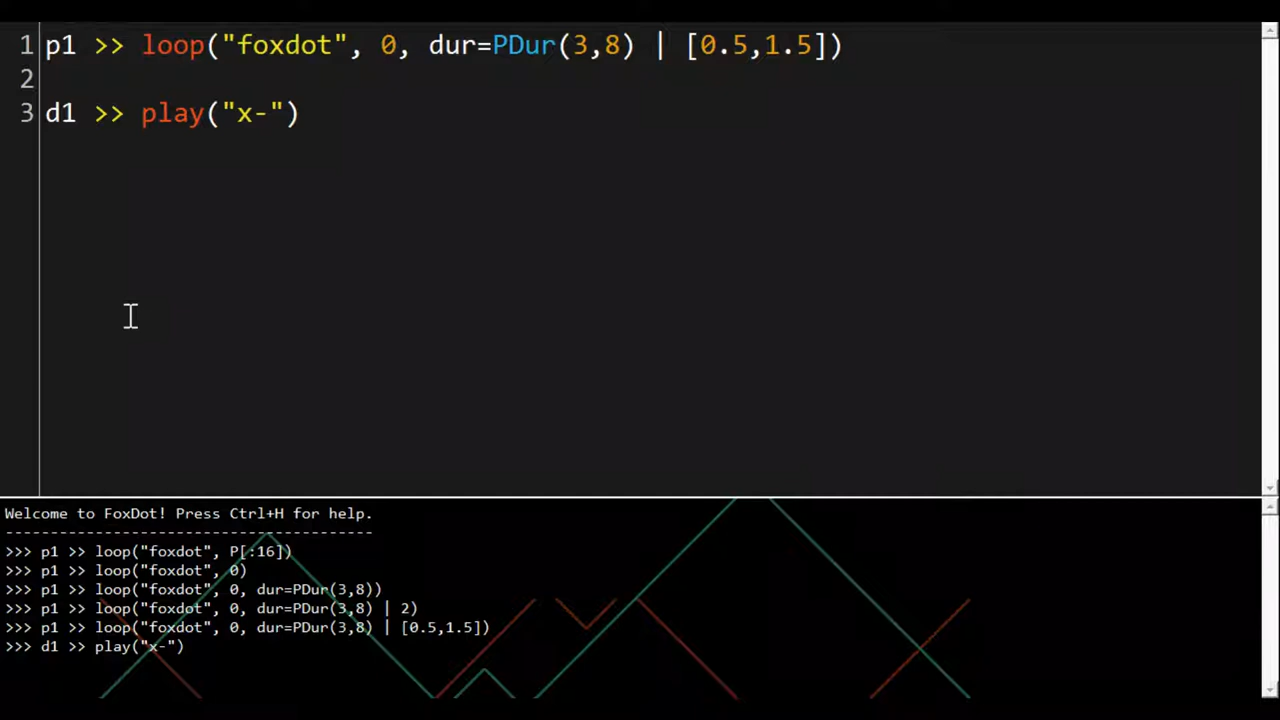 1 p1 >> loop("foxdot", 0, dur=PDur(3,8) | [0.5,1.5])
2
3 d1 >> play("x-")
Welcome to FoxDot! Press Ctrl+H for help.
-----------------------------------------
>>> p1 >> loop("foxdot", P[:16])
>>> p1 >> loop("foxdot", 0)
>>> p1 >> loop("foxdot", 0, dur=PDur(3,8))
>>> p1 >> loop("foxdot", 0, dur=PDur(3,8) | 2)
>>> p1 >> loop("foxdot", 0, dur=PDur(3,8) | [0.5,1.5])
>>> d1 >> play("x-")